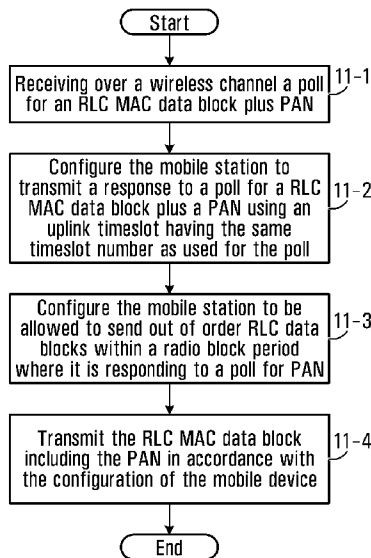 Start
Receiving over a wireless channel a poll
for an RLC MAC data block plus PAN
11-1
Configure the mobile station to
transmit a response to a poll for a RLC
MAC data block plus a PAN using an
uplink timeslot having the same
timeslot number as used for the poll
11-2
Configure the mobile station to be
allowed to send out of order RLC data
blocks within a radio block period
where it is responding to a poll for PAN
11-3
Transmit the RLC MAC data block
including the PAN in accordance with
the configuration of the mobile device
11-4
End